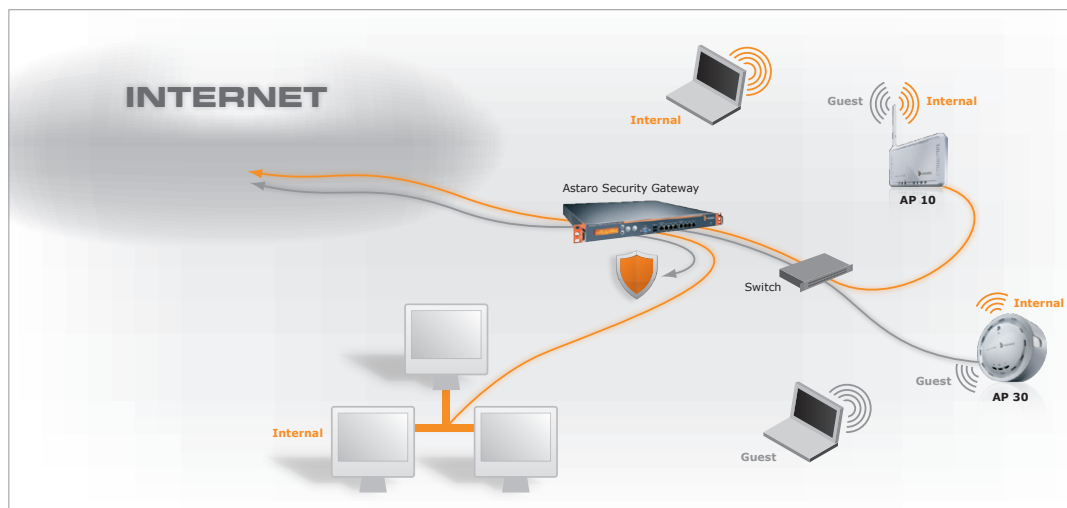 INTERNET
Internal
Guest
Internal
AP 10
Astaro Security Gateway
Switch
Internal
Guest
AP 30
Internal
Guest